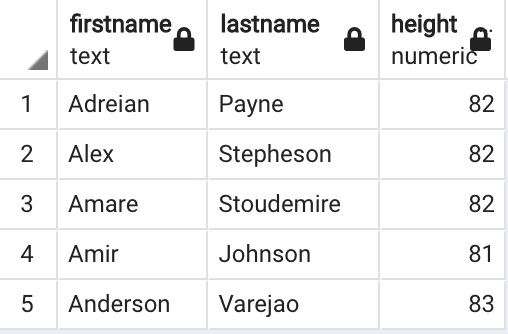 firstname lastname height
text text numeric
1 Adreian Payne 82
2 Alex Stepheson 82
3 Amare Stoudemire 82
4 Amir Johnson 81
5 Anderson Varejao 83